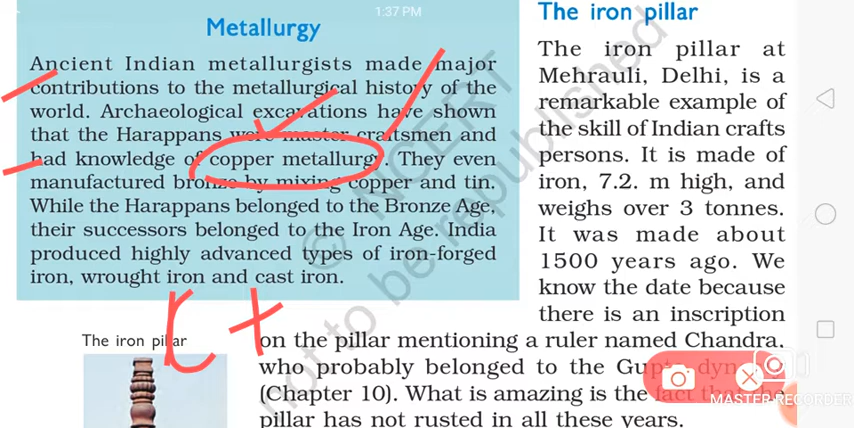 1:37 PM
Metallurgy
Ancient Indian metallurgists made major
contributions to the metallurgical history of the
world. Archaeological excavations have shown
that the Harappans were master craftsmen and
had knowledge of copper metallurgy. They even
manufactured bronze by mixing copper and tin.
While the Harappans belonged to the Bronze Age,
their successors belonged to the Iron Age. India
produced highly advanced types of iron-forged
iron, wrought iron and cast iron.
The iron pillar
The iron pillar
The iron pillar at
Mehrauli, Delhi, is a
remarkable example of
the skill of Indian crafts
persons. It is made of
iron, 7.2. m high, and
weighs over 3 tonnes.
It was made about
1500 years ago. We
know the date because
there is an inscription
on the pillar mentioning a ruler named Chandra,
who probably belonged to the Gupta dynasty
(Chapter 10). What is amazing is the fact that the
pillar has not rusted in all these years.
© NCERT
not to be republished
MASTER RECORDER